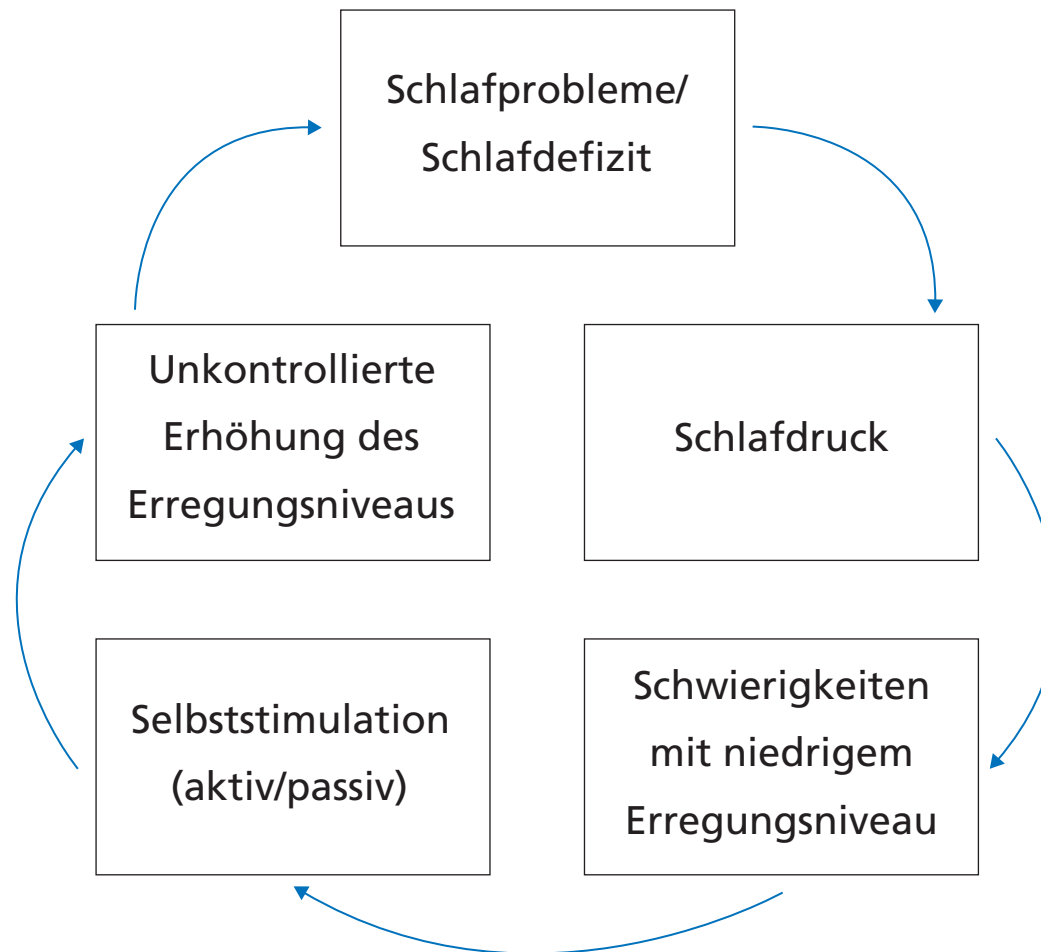 Schlafprobleme/
Schlafdefizit
Unkontrollierte
Erhöhung des
Erregungsniveaus
Schlafdruck
Selbststimulation
(aktiv/passiv)
Schwierigkeiten
mit niedrigem
Erregungsniveau